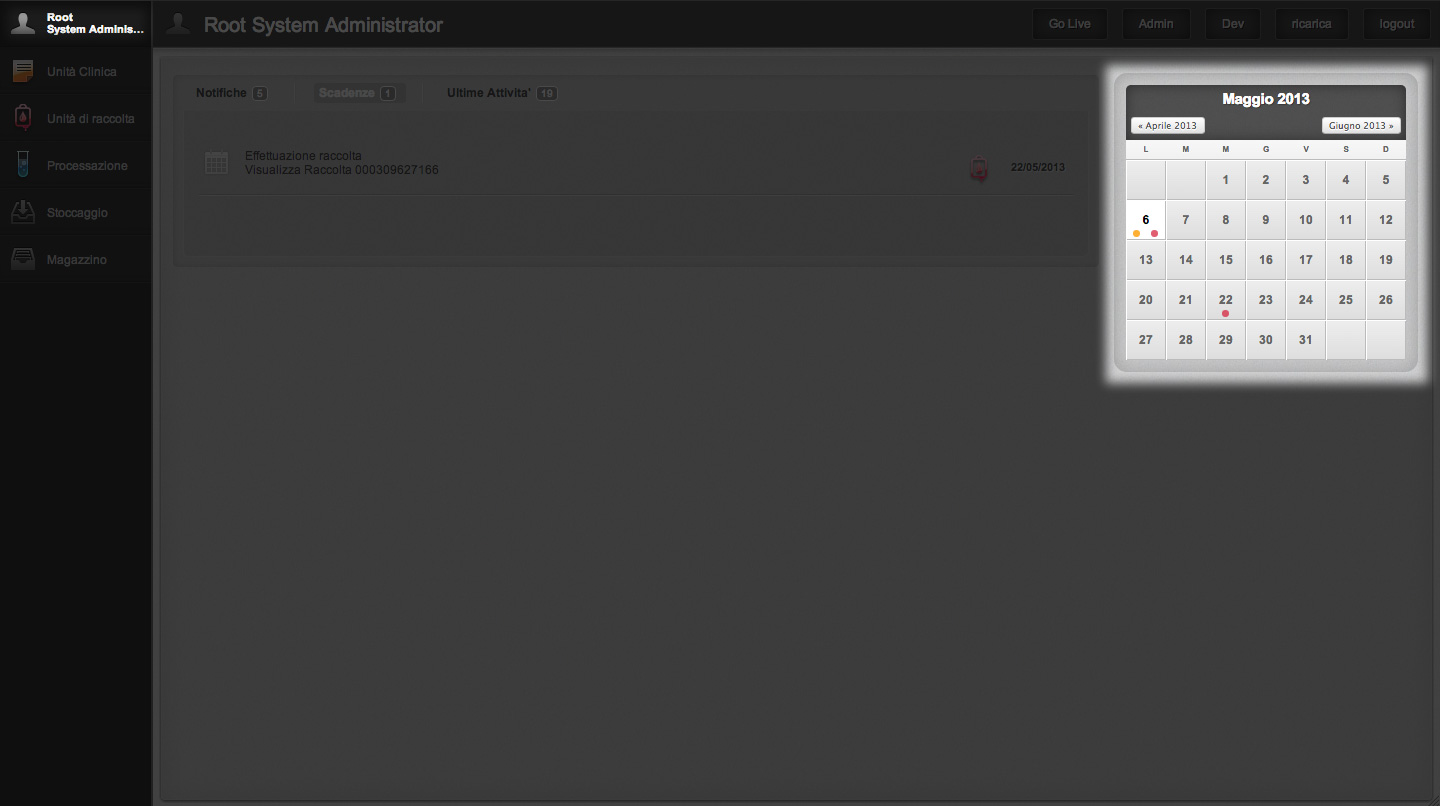 Root
System Adminis...
Unità Clinica
Unità di raccolta
Processazione
Stoccaggio
Magazzino
Root System Administrator
Go Live
Admin
Dev
ricarica
logout
Notifiche 5
Scadenze 1
Ultime Attivita' 19
Effettuazione raccolta
Visualizza Raccolta 000309627166
22/05/2013
Maggio 2013
« Aprile 2013
Giugno 2013 »
L M M G V S D
1 2 3 4 5
6 7 8 9 10 11 12
13 14 15 16 17 18 19
20 21 22 23 24 25 26
27 28 29 30 31